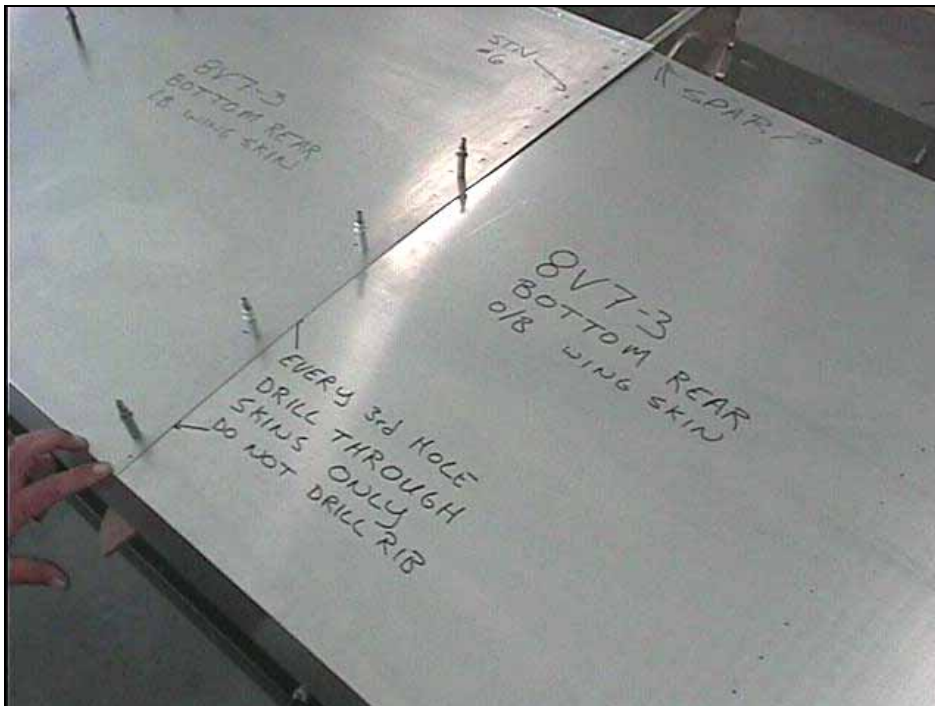 8V7-3
BOTTOM REAR
I/B WING SKIN
STN
#6
SPAR
8V7-3
BOTTOM REAR
O/B WING SKIN
EVERY 3rd HOLE
DRILL THROUGH
SKINS ONLY
DO NOT DRILL RIB